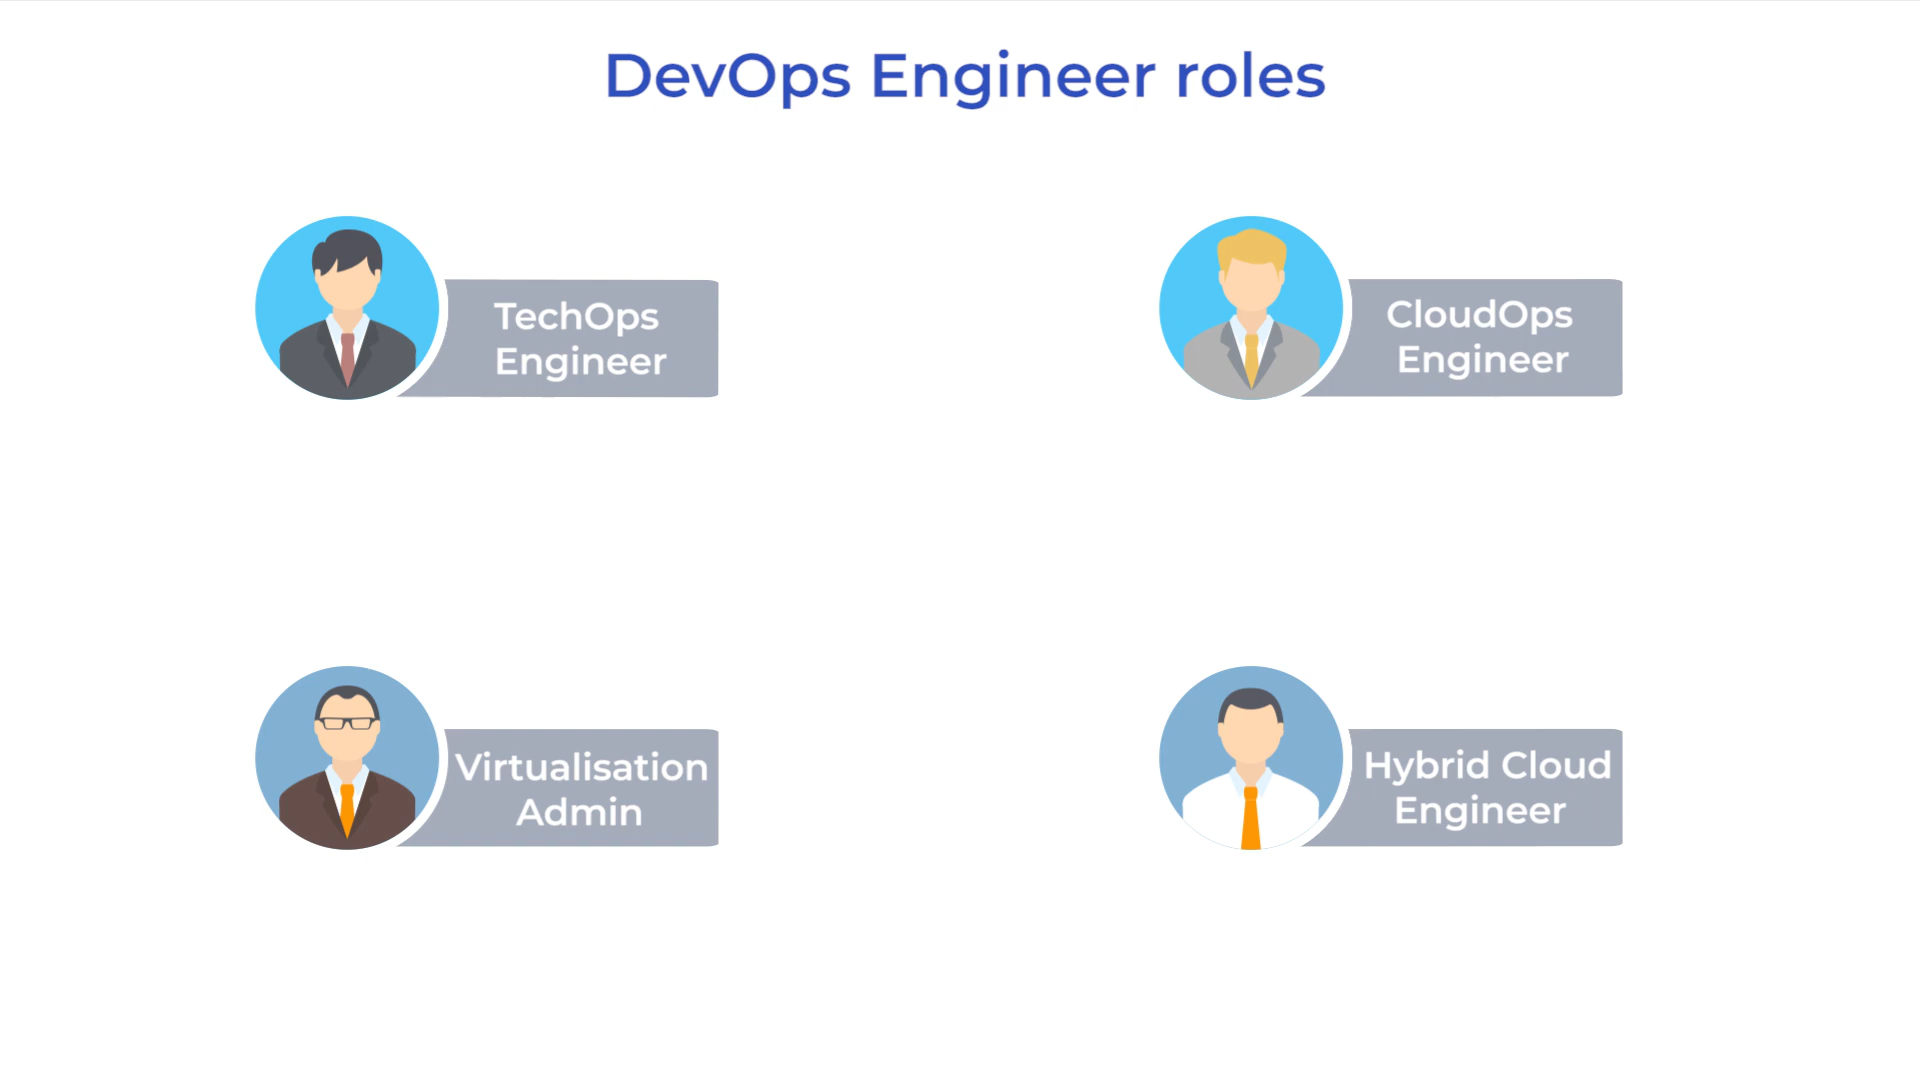 DevOps Engineer roles
TechOps
Engineer
CloudOps
Engineer
Virtualisation
Admin
Hybrid Cloud
Engineer